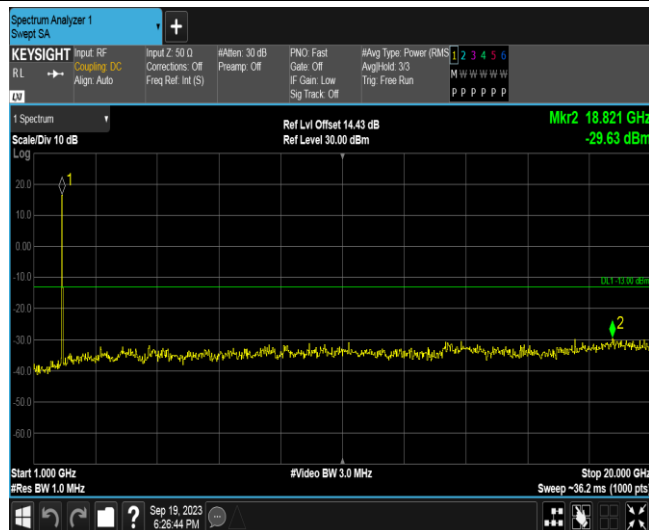 Spectrum Analyzer 1
Swept SA
+
KEYSIGHT
RL
LXI
Input: RF
Coupling: DC
Align: Auto
Input Z: 50 Ω
Corrections: Off
Freq Ref: Int (S)
#Atten: 30 dB
Preamp: Off
PNO: Fast
Gate: Off
IF Gain: Low
Sig Track: Off
#Avg Type: Power (RMS
Avg|Hold: 3/3
Trig: Free Run
1 2 3 4 5 6
M W W W W W
P P P P P P
1 Spectrum
Scale/Div 10 dB
Log
Ref Lvl Offset 14.43 dB
Ref Level 30.00 dBm
Mkr2 18.821 GHz
-29.63 dBm
1
20.0
10.0
0.00
-10.0
DL1 -13.00 dBm
-20.0
2
-30.0
-40.0
-50.0
-60.0
Start 1.000 GHz
#Res BW 1.0 MHz
#Video BW 3.0 MHz
Stop 20.000 GHz
Sweep ~36.2 ms (1000 pts)
?
Sep 19, 2023
6:26:44 PM